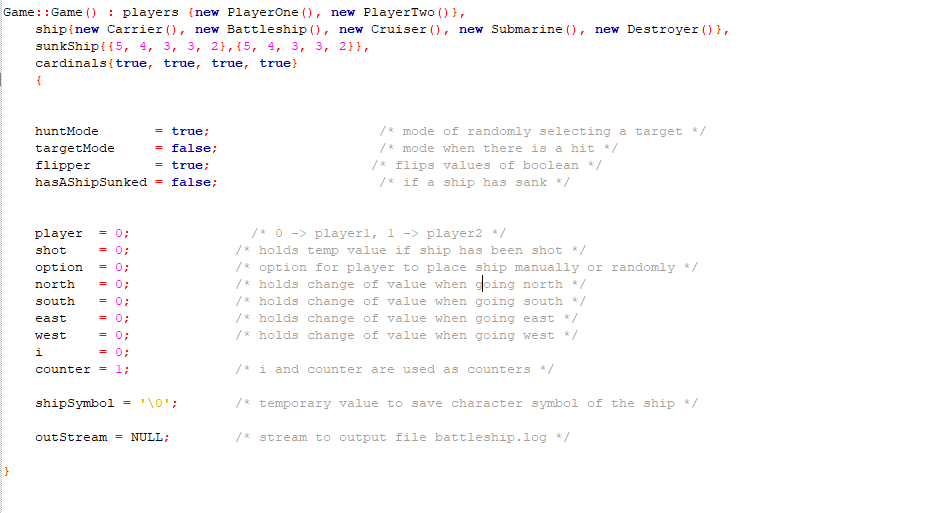 Game::Game() : players {new PlayerOne(), new PlayerTwo()},
ship{new Carrier(), new Battleship(), new Cruiser(), new Submarine(), new Destroyer()},
sunkShip{{5, 4, 3, 3, 2},{5, 4, 3, 3, 2}},
cardinals{true, true, true, true}
{
huntMode = true; /* mode of randomly selecting a target */
targetMode = false; /* mode when there is a hit */
flipper = true; /* flips values of boolean */
hasAShipSunked = false; /* if a ship has sank */
player = 0; /* 0 -> player1, 1 -> player2 */
shot = 0; /* holds temp value if ship has been shot */
option = 0; /* option for player to place ship manually or randomly */
north = 0; /* holds change of value when going north */
south = 0; /* holds change of value when going south */
east = 0; /* holds change of value when going east */
west = 0; /* holds change of value when going west */
i = 0;
counter = 1; /* i and counter are used as counters */
shipSymbol = '\0'; /* temporary value to save character symbol of the ship */
outStream = NULL; /* stream to output file battleship.log */
}